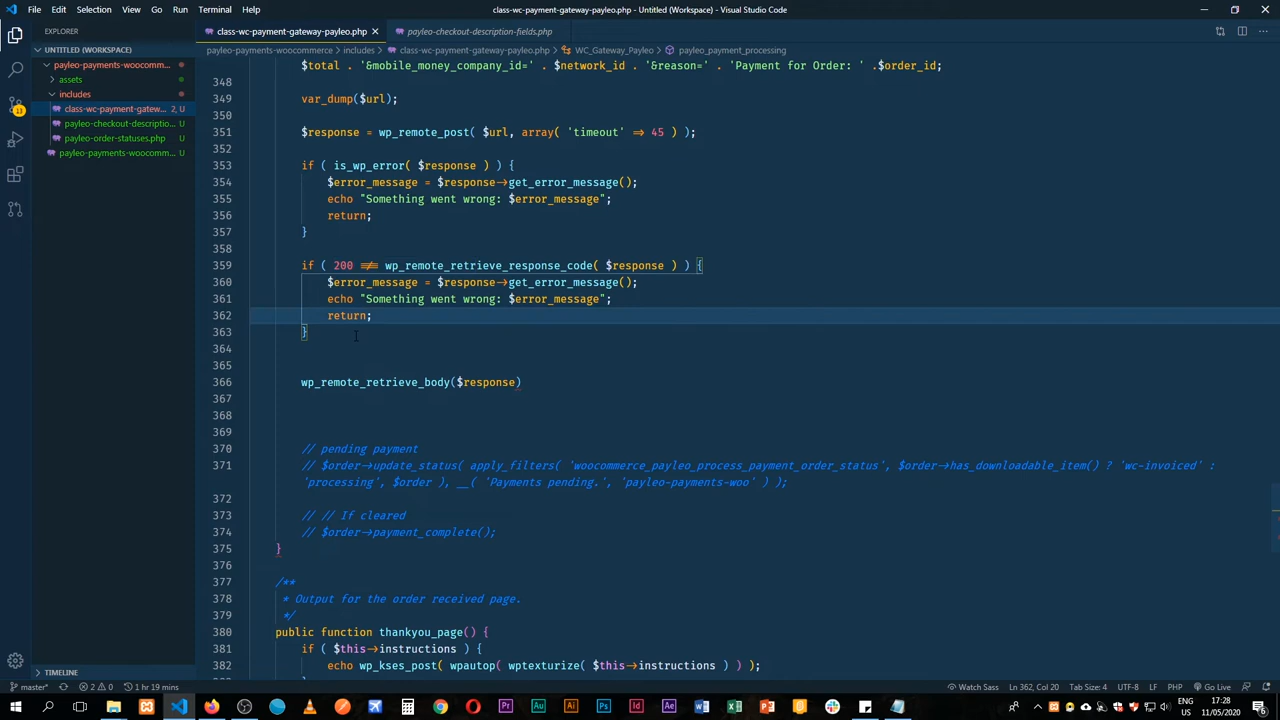 File Edit Selection View Go Run Terminal Help
class-wc-payment-gateway-payleo.php - Untitled (Workspace) - Visual Studio Code
EXPLORER
class-wc-payment-gateway-payleo.php
payleo-checkout-description-fields.php
UNTITLED (WORKSPACE)
payleo-payments-woocomm...
assets
includes
class-wc-payment-gatew... 2, U
payleo-checkout-descriptio... U
payleo-order-statuses.php U
payleo-payments-woocomm... U
TIMELINE
payleo-payments-woocommerce > includes > class-wc-payment-gateway-payleo.php > WC_Gateway_Payleo > payleo_payment_processing
$total . '&mobile_money_company_id=' . $network_id . '&reason=' . 'Payment for Order: ' .$order_id;
348
349 var_dump($url);
350
351 $response = wp_remote_post( $url, array( 'timeout' => 45 ) );
352
353 if ( is_wp_error( $response ) ) {
354 $error_message = $response->get_error_message();
355 echo "Something went wrong: $error_message";
356 return;
357 }
358
359 if ( 200 !== wp_remote_retrieve_response_code( $response ) ) {
360 $error_message = $response->get_error_message();
361 echo "Something went wrong: $error_message";
362 return;
363 }
364
365
366 wp_remote_retrieve_body($response)
367
368
369
370 // pending payment
371 // $order->update_status( apply_filters( 'woocommerce_payleo_process_payment_order_status', $order->has_downloadable_item() ? 'wc-invoiced' :
'processing', $order ), __( 'Payments pending.', 'payleo-payments-woo' ) );
372
373 // // If cleared
374 // $order->payment_complete();
375 }
376
377 /**
378 * Output for the order received page.
379 */
380 public function thankyou_page() {
381 if ( $this->instructions ) {
382 echo wp_kses_post( wpautop( wptexturize( $this->instructions ) ) );
master* 2 0 1 hr 19 mins
Watch Sass Ln 362, Col 20 Tab Size: 4 UTF-8 LF PHP Go Live
ENG
US
17:28
11/05/2020